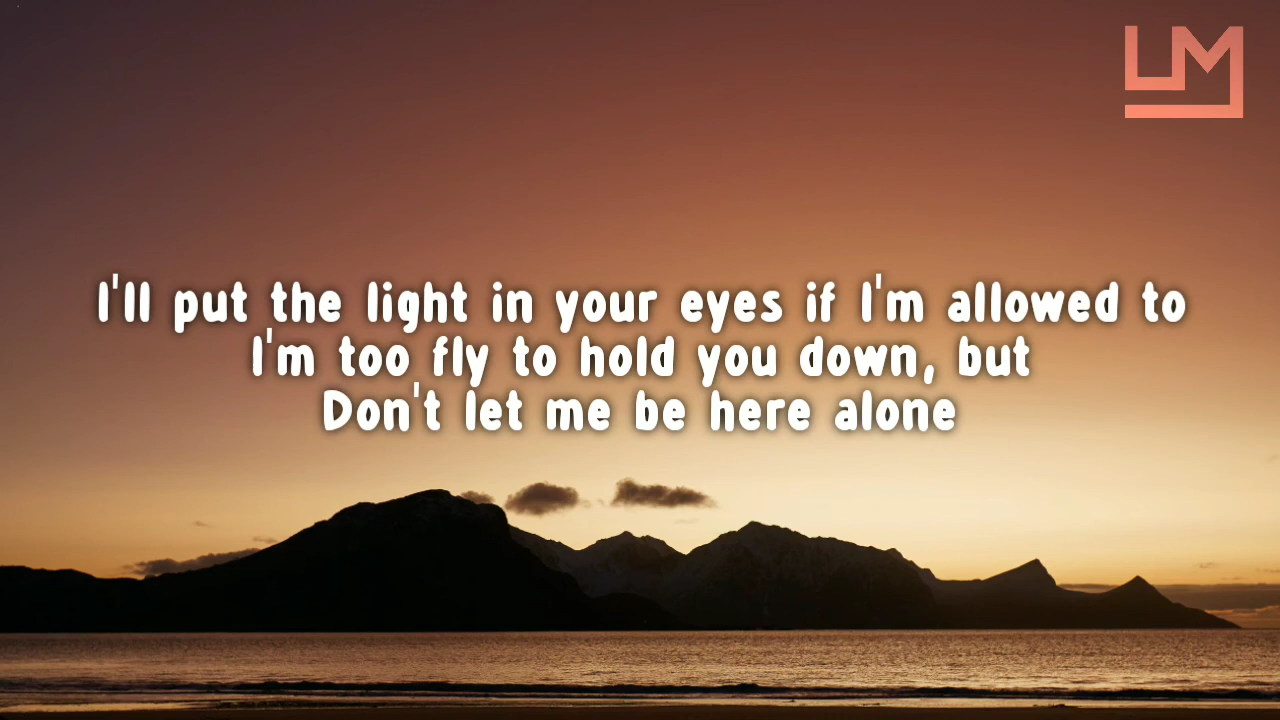 LM
I'll put the light in your eyes if I'm allowed to
I'm too fly to hold you down, but
Don't let me be here alone